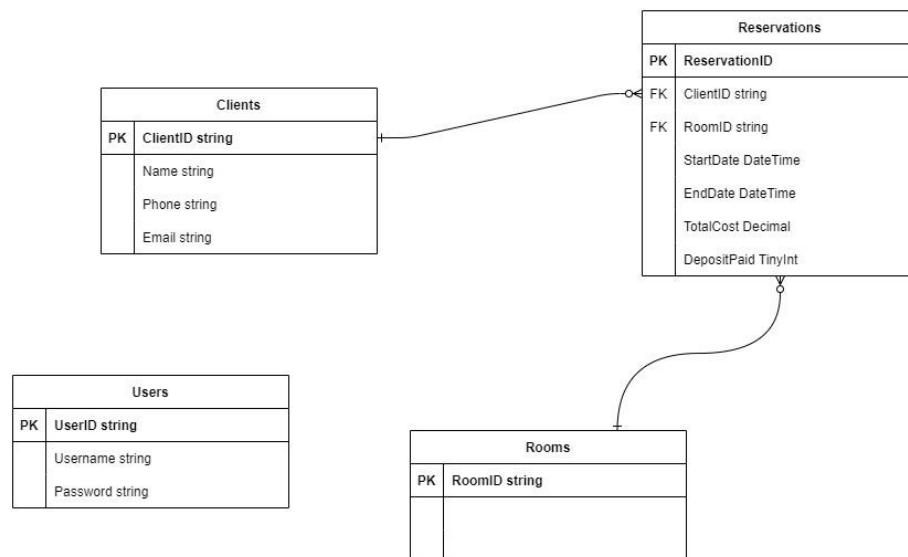 Reservations
PK ReservationID
FK ClientID string
FK RoomID string
StartDate DateTime
EndDate DateTime
TotalCost Decimal
DepositPaid TinyInt
Clients
PK ClientID string
Name string
Phone string
Email string
Users
PK UserID string
Username string
Password string
Rooms
PK RoomID string